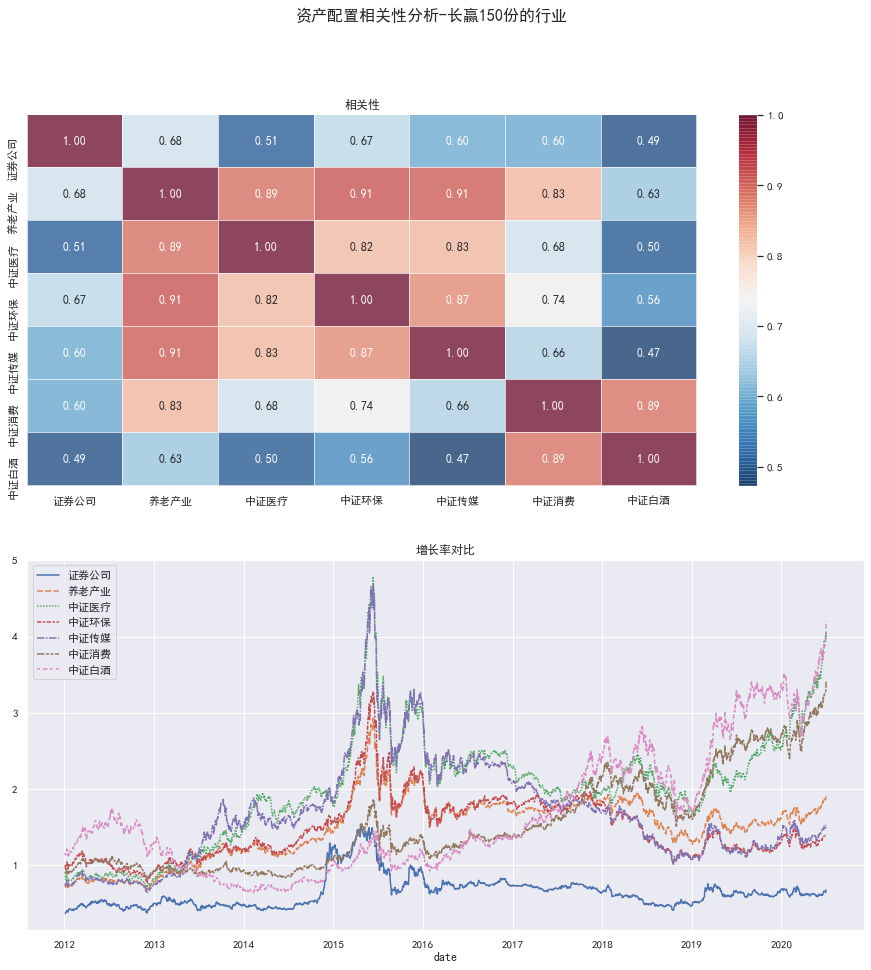 资产配置相关性分析-长赢150份的行业
相关性
证券公司 1.00 0.68 0.51 0.67 0.60 0.60 0.49
养老产业 0.68 1.00 0.89 0.91 0.91 0.83 0.63
中证医疗 0.51 0.89 1.00 0.82 0.83 0.68 0.50
中证环保 0.67 0.91 0.82 1.00 0.87 0.74 0.56
中证传媒 0.60 0.91 0.83 0.87 1.00 0.66 0.47
中证消费 0.60 0.83 0.68 0.74 0.66 1.00 0.89
中证白酒 0.49 0.63 0.50 0.56 0.47 0.89 1.00
证券公司 养老产业 中证医疗 中证环保 中证传媒 中证消费 中证白酒
1.0
0.9
0.8
0.7
0.6
0.5
增长率对比
5
4
3
2
1
证券公司
养老产业
中证医疗
中证环保
中证传媒
中证消费
中证白酒
2012 2013 2014 2015 2016 2017 2018 2019 2020
date